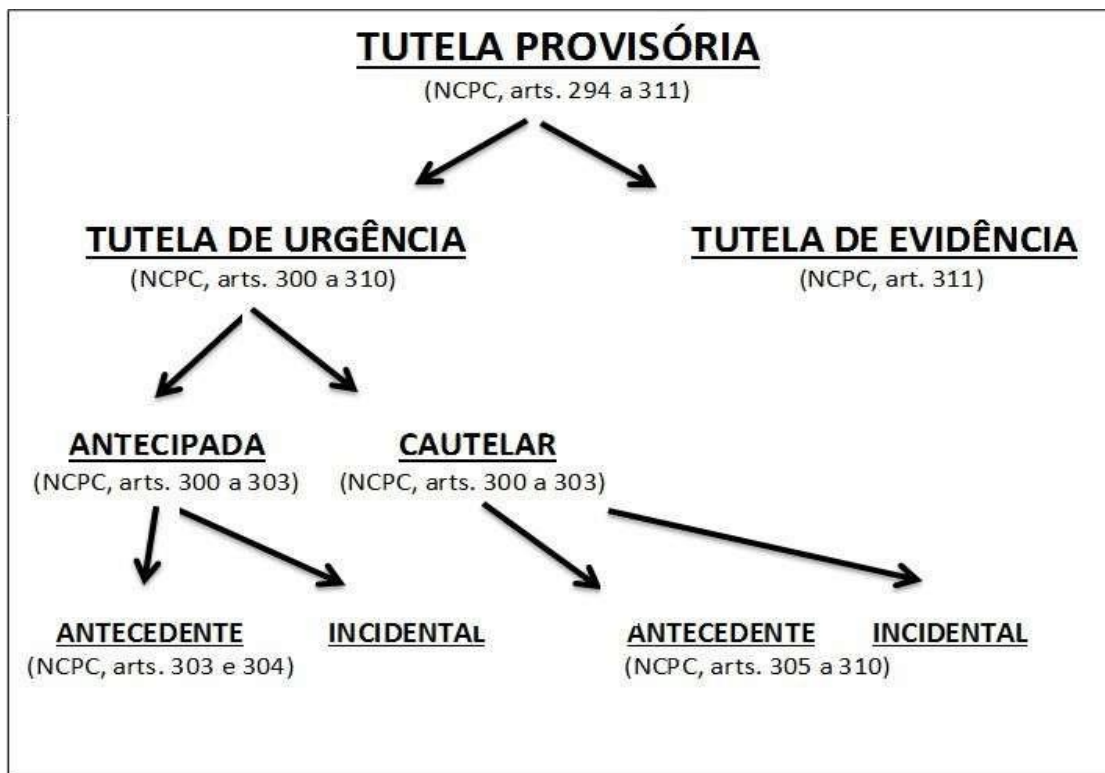 TUTELA PROVISÓRIA
(NCPC, arts. 294 a 311)
TUTELA DE URGÊNCIA
(NCPC, arts. 300 a 310)
TUTELA DE EVIDÊNCIA
(NCPC, art. 311)
ANTECIPADA
(NCPC, arts. 300 a 303)
CAUTELAR
(NCPC, arts. 300 a 303)
ANTECEDENTE
(NCPC, arts. 303 e 304)
INCIDENTAL
ANTECEDENTE
(NCPC, arts. 305 a 310)
INCIDENTAL